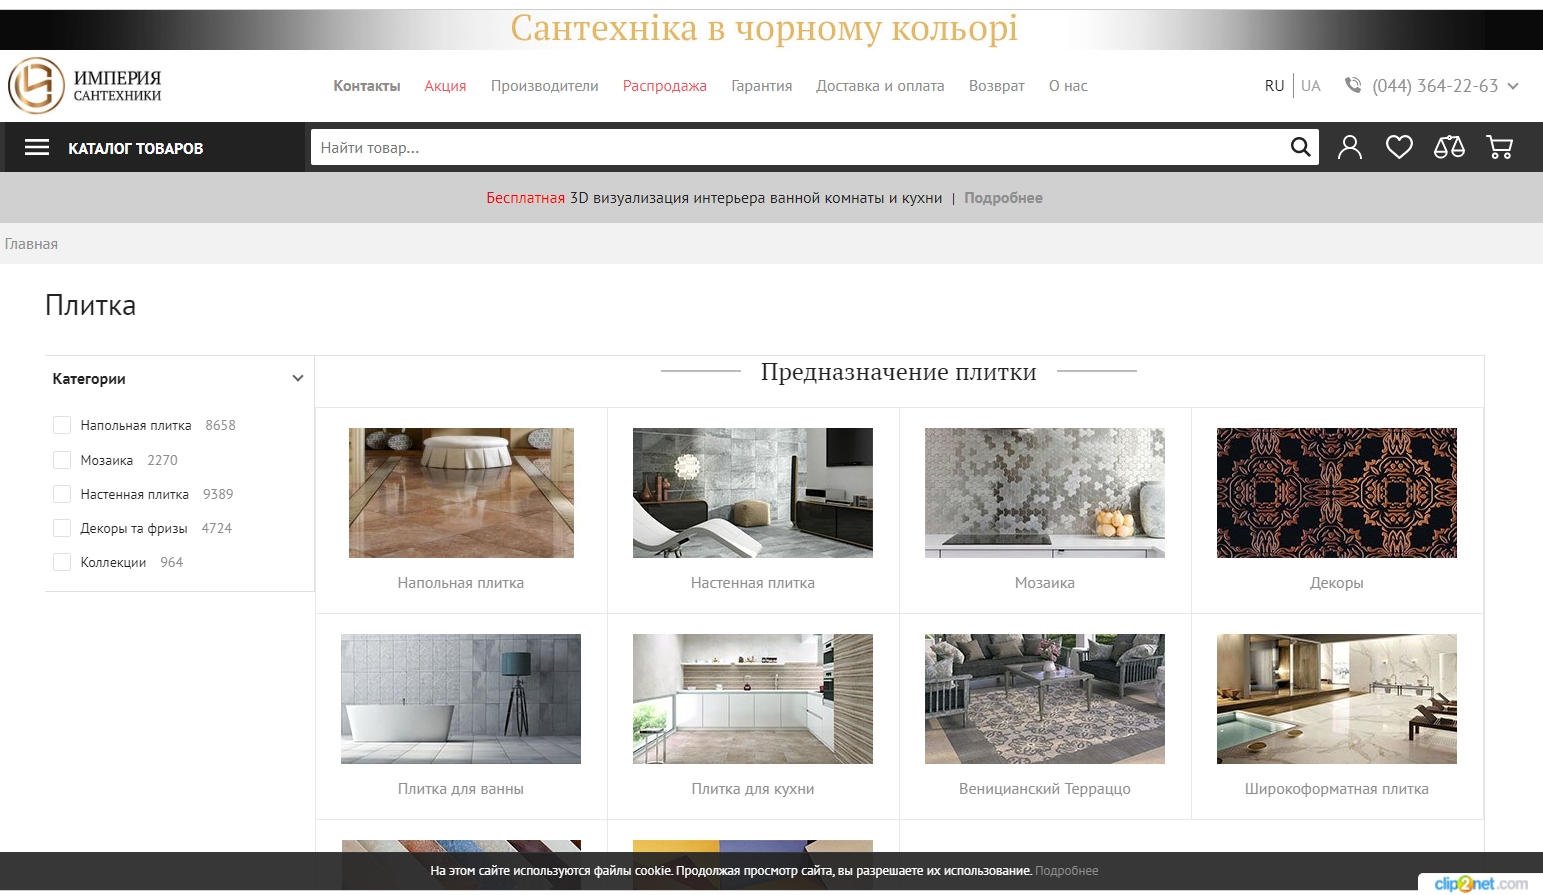 Сантехніка в чорному кольорі
ИМПЕРИЯ
САНТЕХНИКИ
Контакты Акция Производители Распродажа Гарантия Доставка и оплата Возврат О нас
RU UA (044) 364-22-63
КАТАЛОГ ТОВАРОВ Найти товар...
Бесплатная 3D визуализация интерьера ванной комнаты и кухни | Подробнее
Главная
Плитка
Категории
Напольная плитка 8658
Мозаика 2270
Настенная плитка 9389
Декоры та фризы 4724
Коллекции 964
Предназначение плитки
Напольная плитка Настенная плитка Мозаика Декоры
Плитка для ванны Плитка для кухни Веницианский Терраццо Широкоформатная плитка
На этом сайте используются файлы cookie. Продолжая просмотр сайта, вы разрешаете их использование. Подробнее
clip2net.com